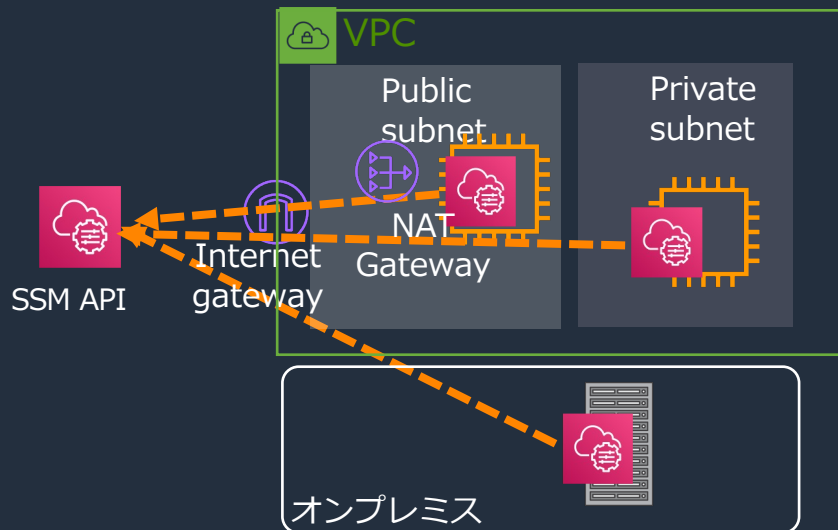 VPC
Public
subnet
Private
subnet
NAT
Gateway
Internet
gateway
SSM API
オンプレミス